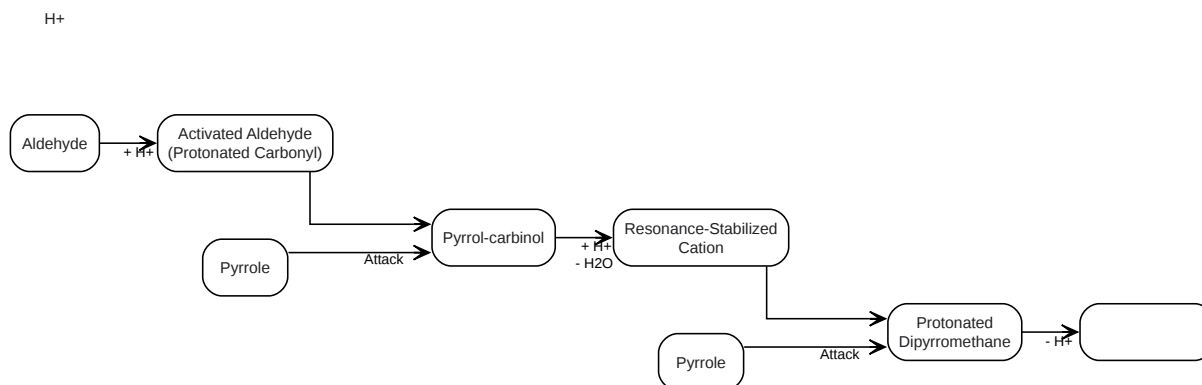 H+
Aldehyde
+ H+
Activated Aldehyde
(Protonated Carbonyl)
Pyrrole
Attack
Pyrrol-carbinol
+ H+
- H2O
Resonance-Stabilized
Cation
Pyrrole
Attack
Protonated
Dipyrromethane
- H+